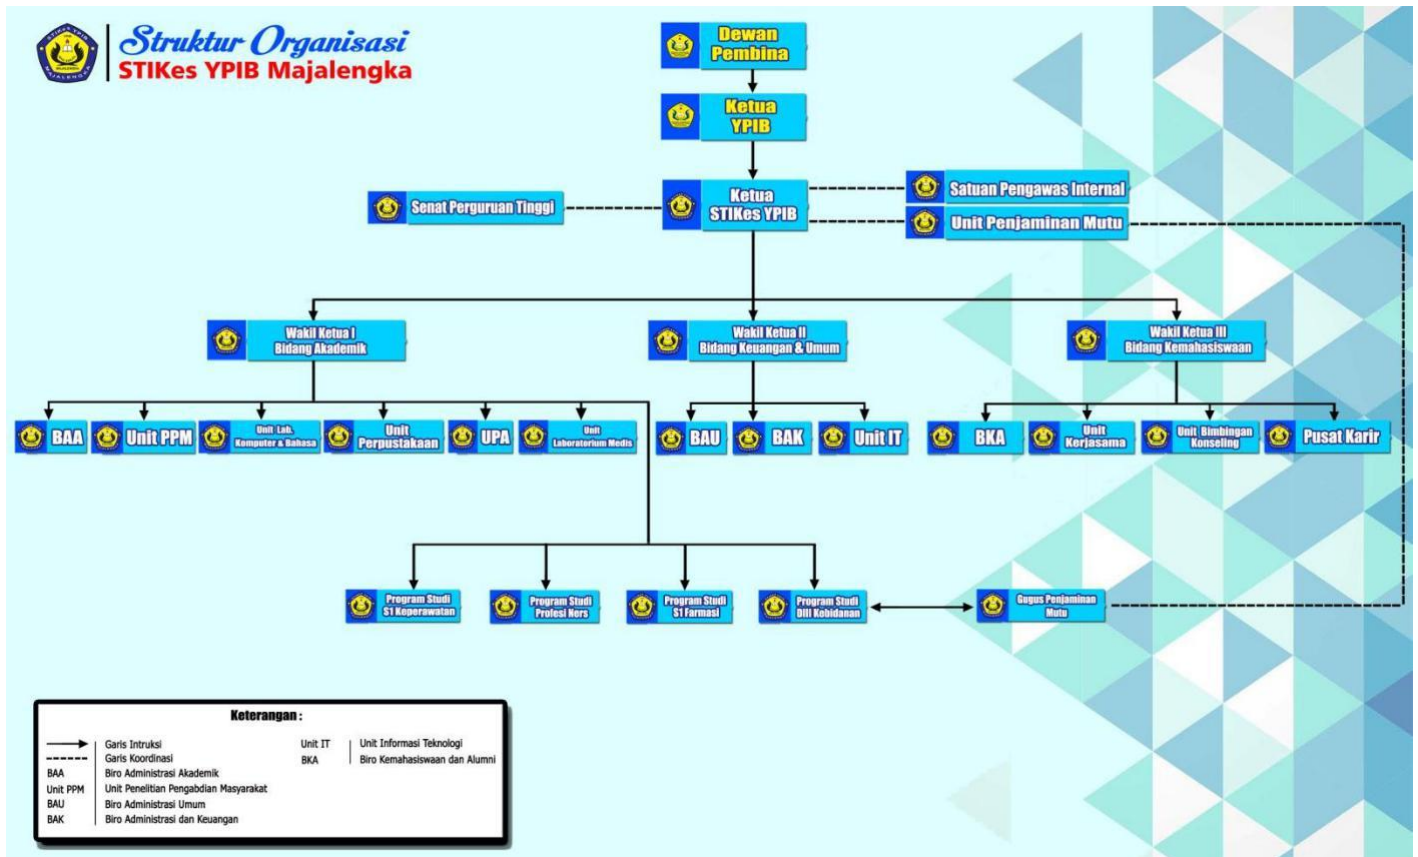 Struktur Organisasi
STIKes YPIB Majalengka
Dewan
Pembina
Ketua
YPIB
Ketua
STIKes YPIB
Senat Perguruan Tinggi
Satuan Pengawas Internal
Unit Penjaminan Mutu
Wakil Ketua I
Bidang Akademik
Wakil Ketua II
Bidang Keuangan & Umum
Wakil Ketua III
Bidang Kemahasiswaan
BAA
Unit PPM
Unit Lab.
Komputer & Bahasa
Unit
Perpustakaan
UPA
Unit
Laboratorium Medis
BAU
BAK
Unit IT
BKA
Unit
Kerjasama
Unit Bimbingan
Konseling
Pusat Karir
Program Studi
S1 Keperawatan
Program Studi
Profesi Ners
Program Studi
S1 Farmasi
Program Studi
DIII Kebidanan
Gugus Penjaminan
Mutu
Keterangan :
Garis Intruksi
Garis Koordinasi
BAA Biro Administrasi Akademik
Unit PPM Unit Penelitian Pengabdian Masyarakat
BAU Biro Administrasi Umum
BAK Biro Administrasi dan Keuangan
Unit IT Unit Informasi Teknologi
BKA Biro Kemahasiswaan dan Alumni